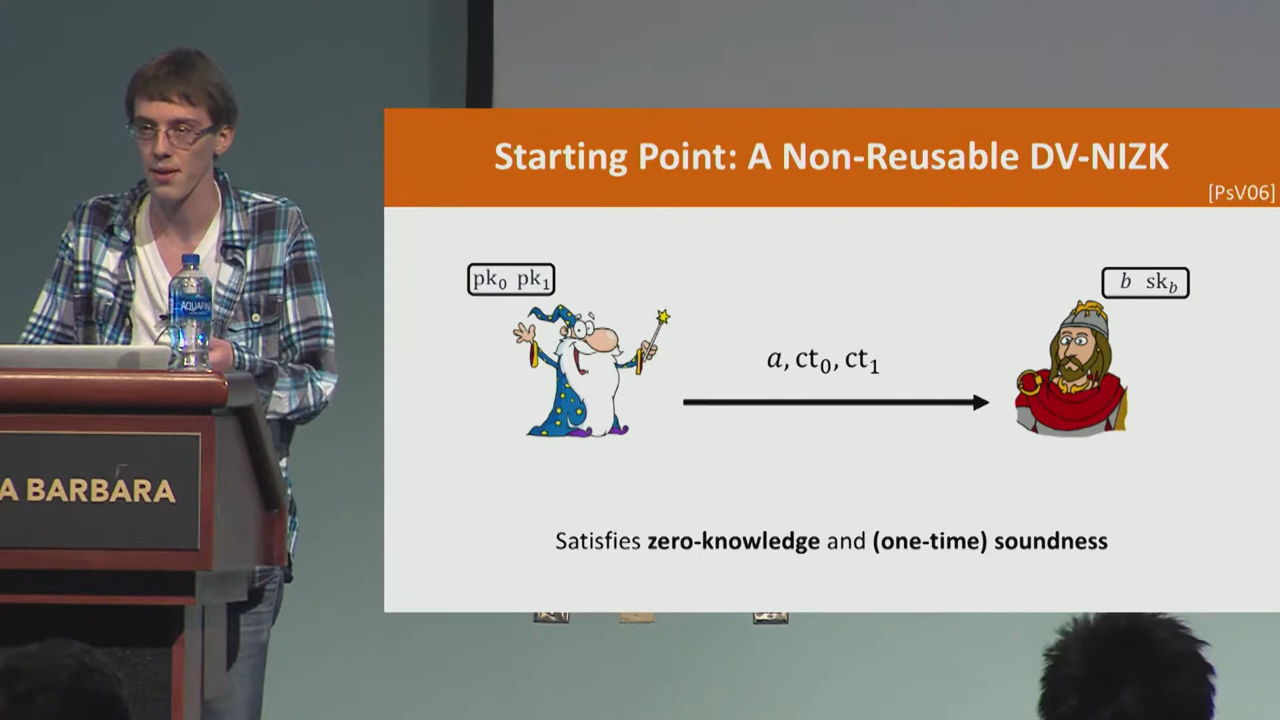 Starting Point: A Non-Reusable DV-NIZK
[PsV06]
pk₀ pk₁
b sk_b
a, ct₀, ct₁
AQUAFINA
Satisfies zero-knowledge and (one-time) soundness
A BARBARA